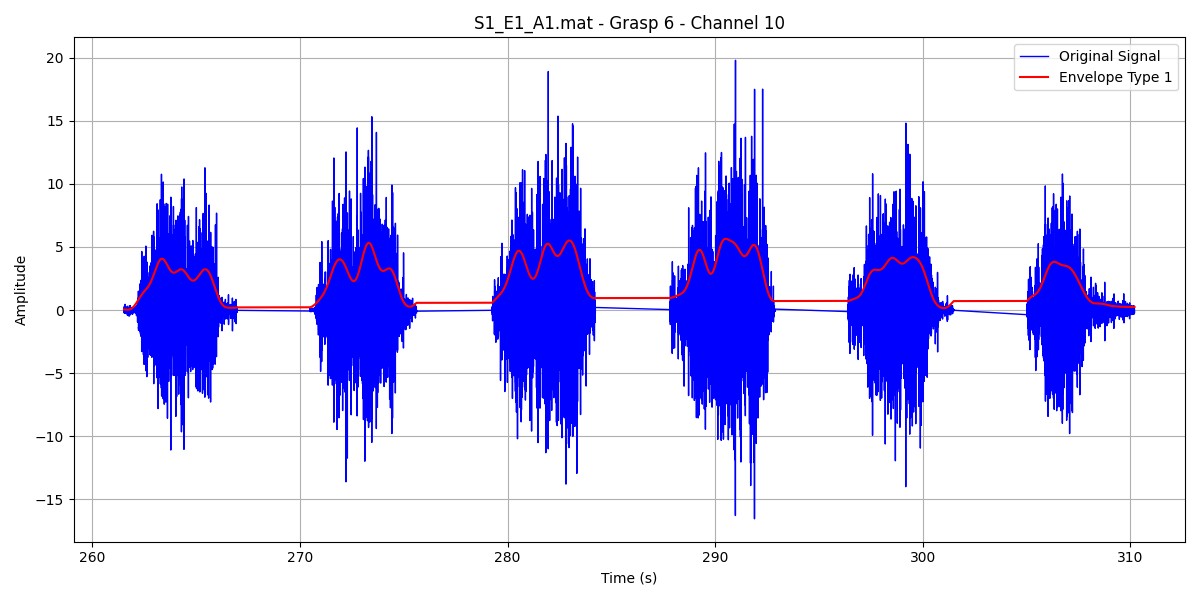 S1_E1_A1.mat - Grasp 6 - Channel 10
Original Signal
Envelope Type 1
Amplitude
20
15
10
5
0
−5
−10
−15
260 270 280 290 300 310
Time (s)